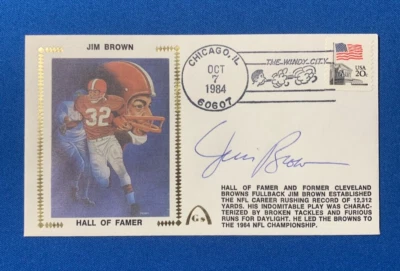 JIM BROWN
32
HALL OF FAMER
CHICAGO, IL
OCT
7
1984
60607
THE WINDY CITY
USA
20c
Jim Brown
Gs
HALL OF FAMER AND FORMER CLEVELAND
BROWNS FULLBACK JIM BROWN ESTABLISHED
THE NFL CAREER RUSHING RECORD OF 12,312
YARDS. HIS INDOMITABLE PLAY WAS CHARAC-
TERIZED BY BROKEN TACKLES AND FURIOUS
RUNS FOR DAYLIGHT. HE LED THE BROWNS TO
THE 1964 NFL CHAMPIONSHIP.